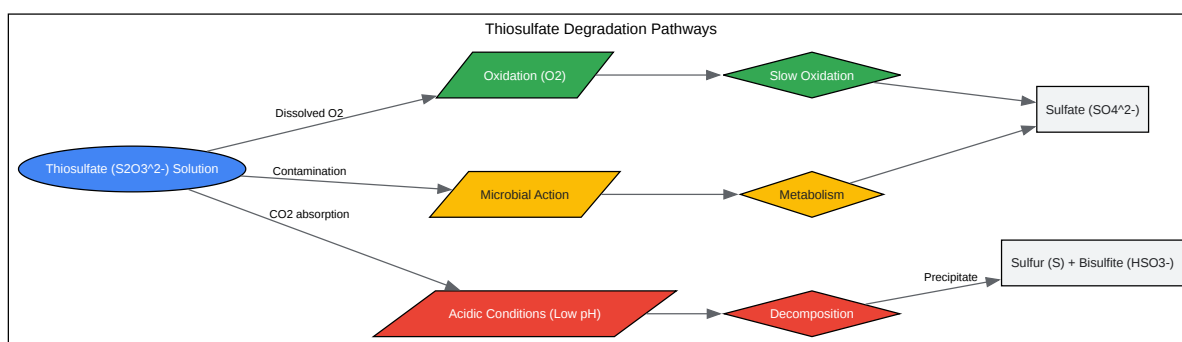 Thiosulfate Degradation Pathways
Oxidation (O2)
Slow Oxidation
Dissolved O2
Sulfate (SO4^2-)
Thiosulfate (S2O3^2-) Solution
Contamination
Microbial Action
Metabolism
CO2 absorption
Sulfur (S) + Bisulfite (HSO3-)
Precipitate
Acidic Conditions (Low pH)
Decomposition